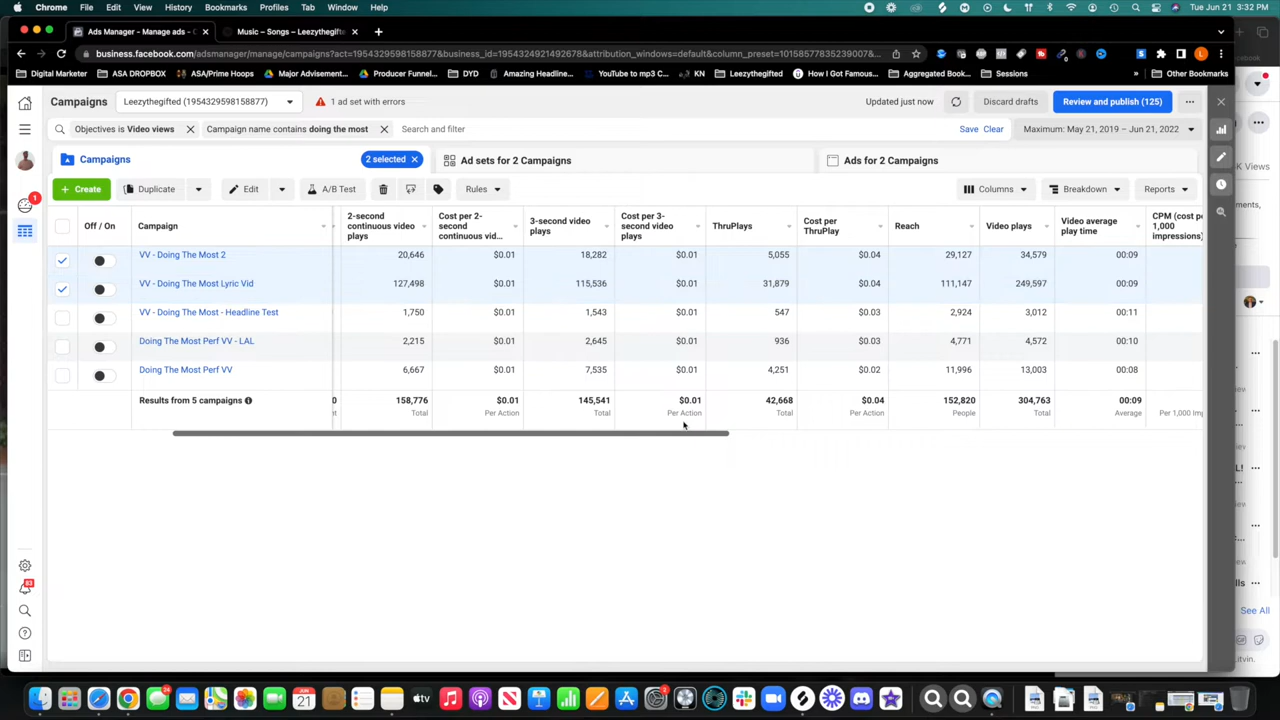 Chrome File Edit View History Bookmarks Profiles Tab Window Help Tue Jun 21 3:32 PM
Ads Manager - Manage ads - C Music – Songs – Leezythegifted
business.facebook.com/adsmanager/manage/campaigns?act=1954329598158877&business_id=1954324921492678&attribution_windows=default&column_preset=10158577835239007&...
Digital Marketer ASA DROPBOX ASA/Prime Hoops Major Advisement... Producer Funnel... DYD Amazing Headline... YouTube to mp3 C... KN Leezythegifted How I Got Famous... Aggregated Book... Sessions » Other Bookmarks
Campaigns Leezythegifted (1954329598158877) 1 ad set with errors Updated just now Discard drafts Review and publish (125)
Objectives is Video views Campaign name contains doing the most Search and filter Save Clear Maximum: May 21, 2019 – Jun 21, 2022
Campaigns 2 selected Ad sets for 2 Campaigns Ads for 2 Campaigns
K Views
+ Create Duplicate Edit A/B Test Rules Columns Breakdown Reports
Off / On Campaign 2-second continuous video plays Cost per 2-second continuous vid... 3-second video plays Cost per 3-second video plays ThruPlays Cost per ThruPlay Reach Video plays Video average play time CPM (cost pe 1,000 impressions)
VV - Doing The Most 2 20,646 $0.01 18,282 $0.01 5,055 $0.04 29,127 34,579 00:09
VV - Doing The Most Lyric Vid 127,498 $0.01 115,536 $0.01 31,879 $0.04 111,147 249,597 00:09
VV - Doing The Most - Headline Test 1,750 $0.01 1,543 $0.01 547 $0.03 2,924 3,012 00:11
Doing The Most Perf VV - LAL 2,215 $0.01 2,645 $0.01 936 $0.03 4,771 4,572 00:10
Doing The Most Perf VV 6,667 $0.01 7,535 $0.01 4,251 $0.02 11,996 13,003 00:08
Results from 5 campaigns 0 158,776 $0.01 145,541 $0.01 42,668 $0.04 152,820 304,763 00:09
Total Per Action Total Per Action Total Per Action People Total Average Per 1,000 Imp
See All